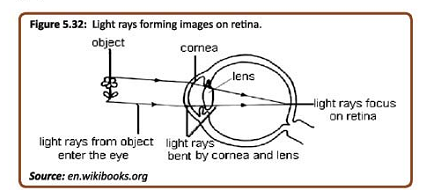 Figure 5.32: Light rays forming images on retina.
object
cornea
lens
light rays focus
on retina
light rays from object
enter the eye
light rays
bent by cornea and lens
Source: en.wikibooks.org